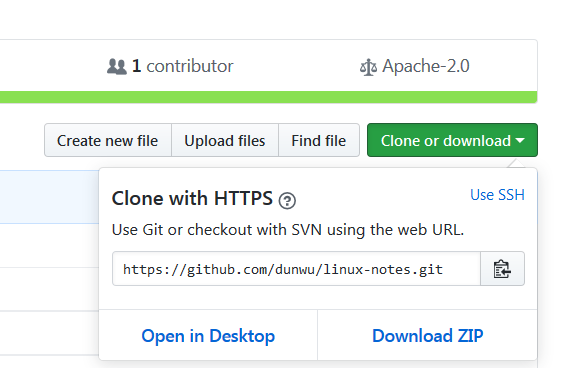 1 contributor
Apache-2.0
Create new file
Upload files
Find file
Clone or download
Clone with HTTPS ?
Use SSH
Use Git or checkout with SVN using the web URL.
https://github.com/dunwu/linux-notes.git
Open in Desktop
Download ZIP